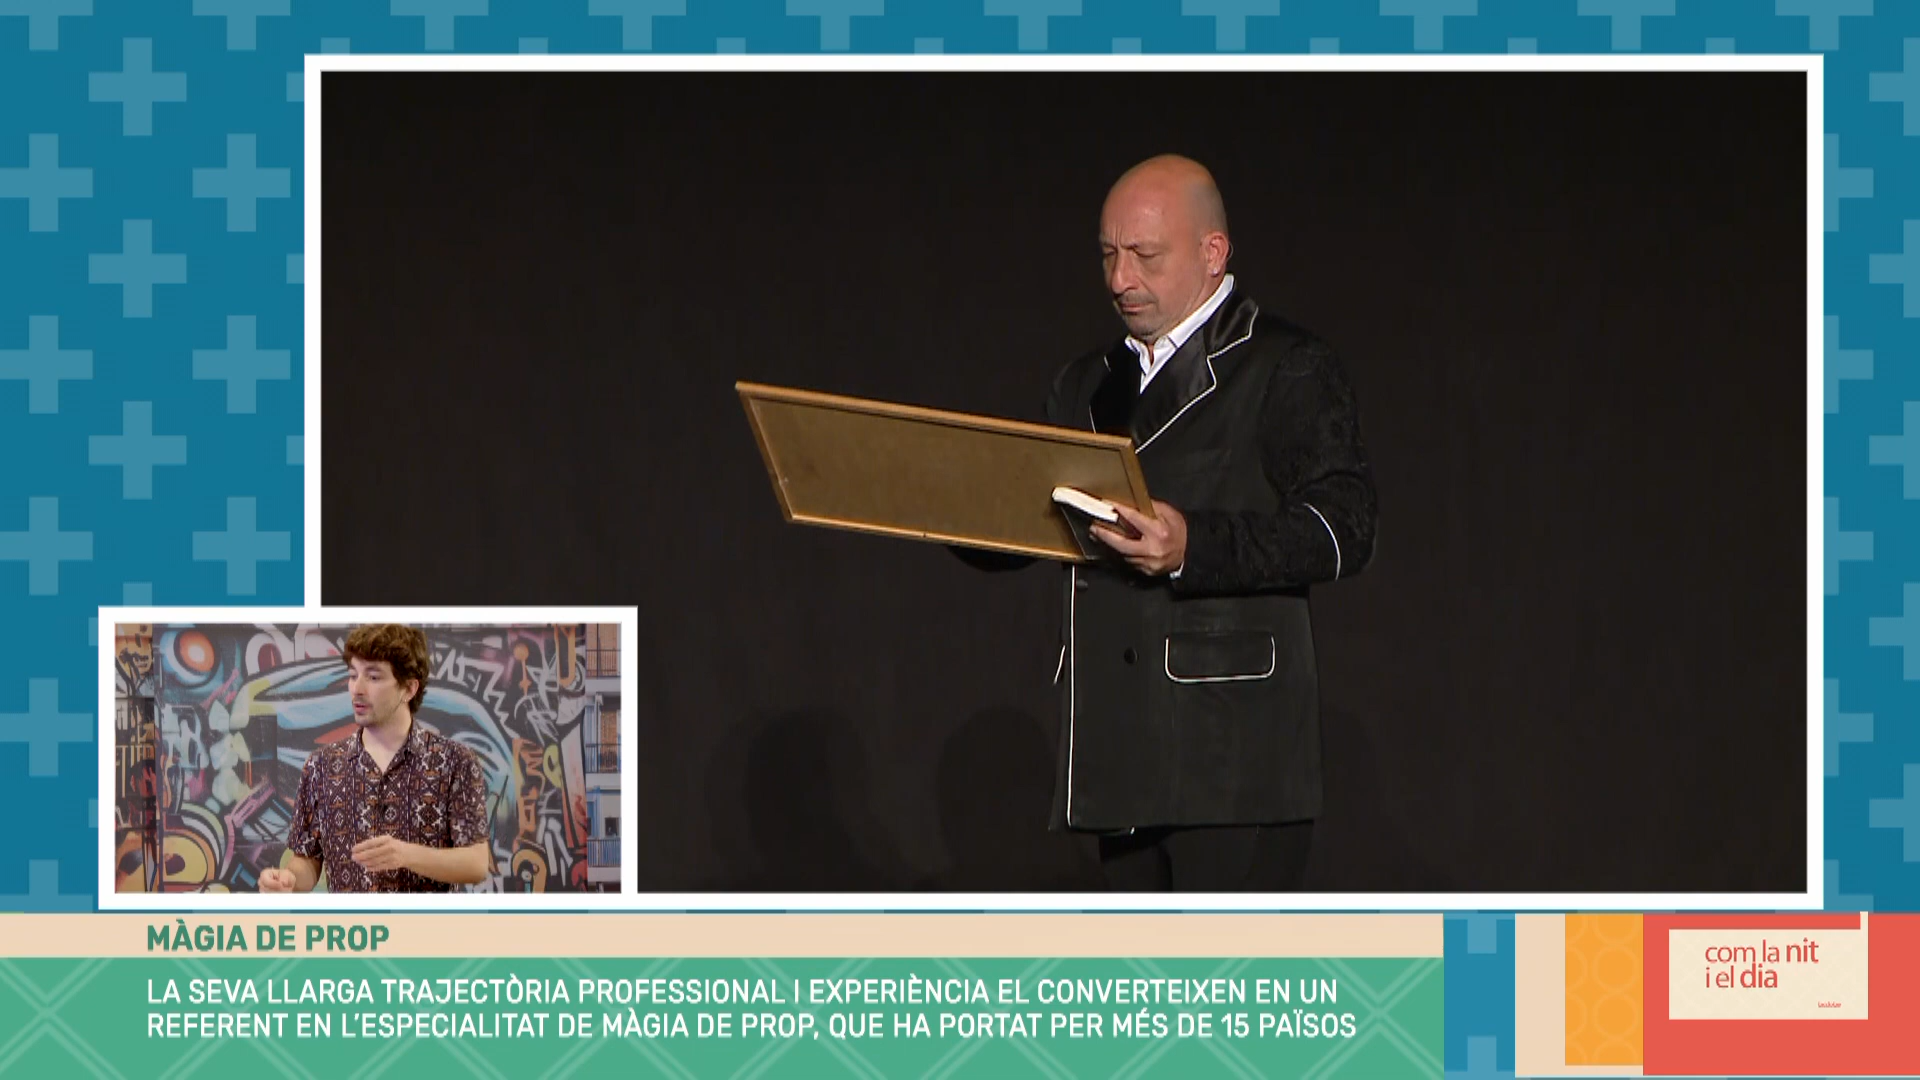 MÀGIA DE PROP
LA SEVA LLARGA TRAJECTÒRIA PROFESSIONAL I EXPERIÈNCIA EL CONVERTEIXEN EN UN
REFERENT EN L'ESPECIALITAT DE MÀGIA DE PROP, QUE HA PORTAT PER MÉS DE 15 PAÏSOS
com la nit
i el dia